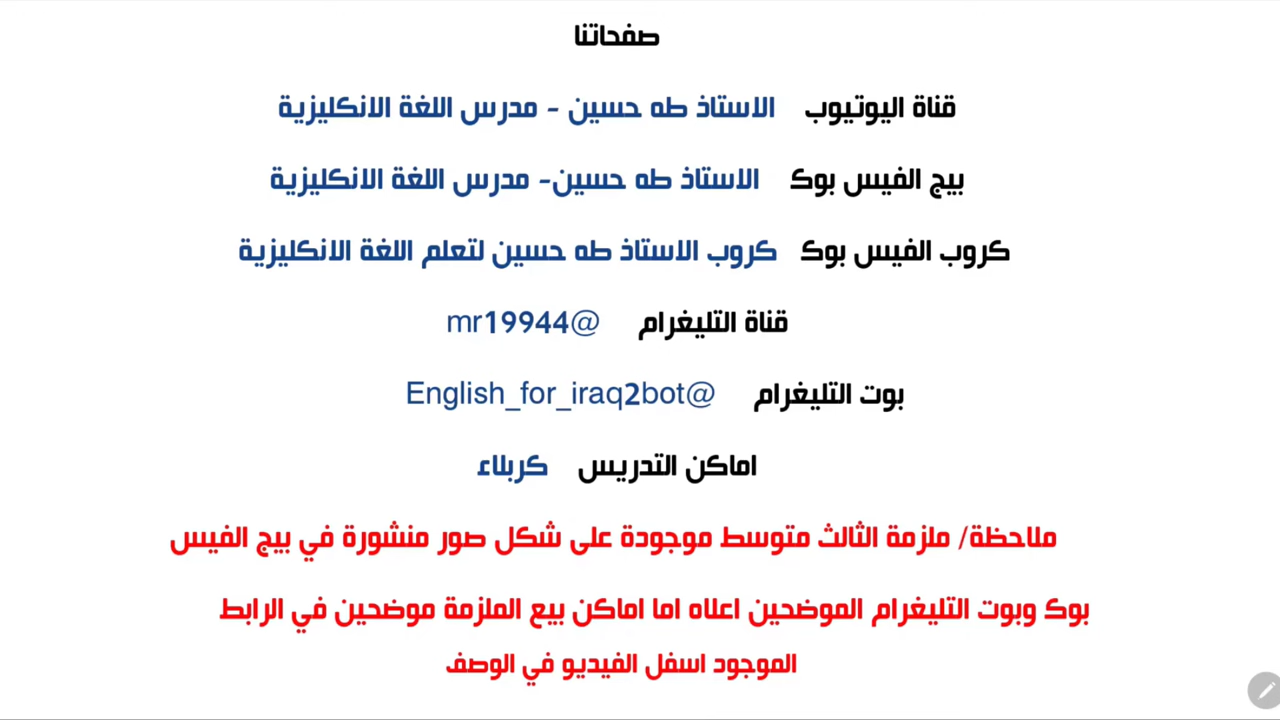 صفحاتنا
قناة اليوتيوب الاستاذ طه حسين - مدرس اللغة الانكليزية
بيج الفيس بوك الاستاذ طه حسين- مدرس اللغة الانكليزية
كروب الفيس بوك كروب الاستاذ طه حسين لتعلم اللغة الانكليزية
قناة التليغرام @mr19944
بوت التليغرام @English_for_iraq2bot
اماكن التدريس كربلاء
ملاحظة/ ملزمة الثالث متوسط موجودة على شكل صور منشورة في بيج الفيس
بوك وبوت التليغرام الموضحين اعلاه اما اماكن بيع الملزمة موضحين في الرابط
الموجود اسفل الفيديو في الوصف